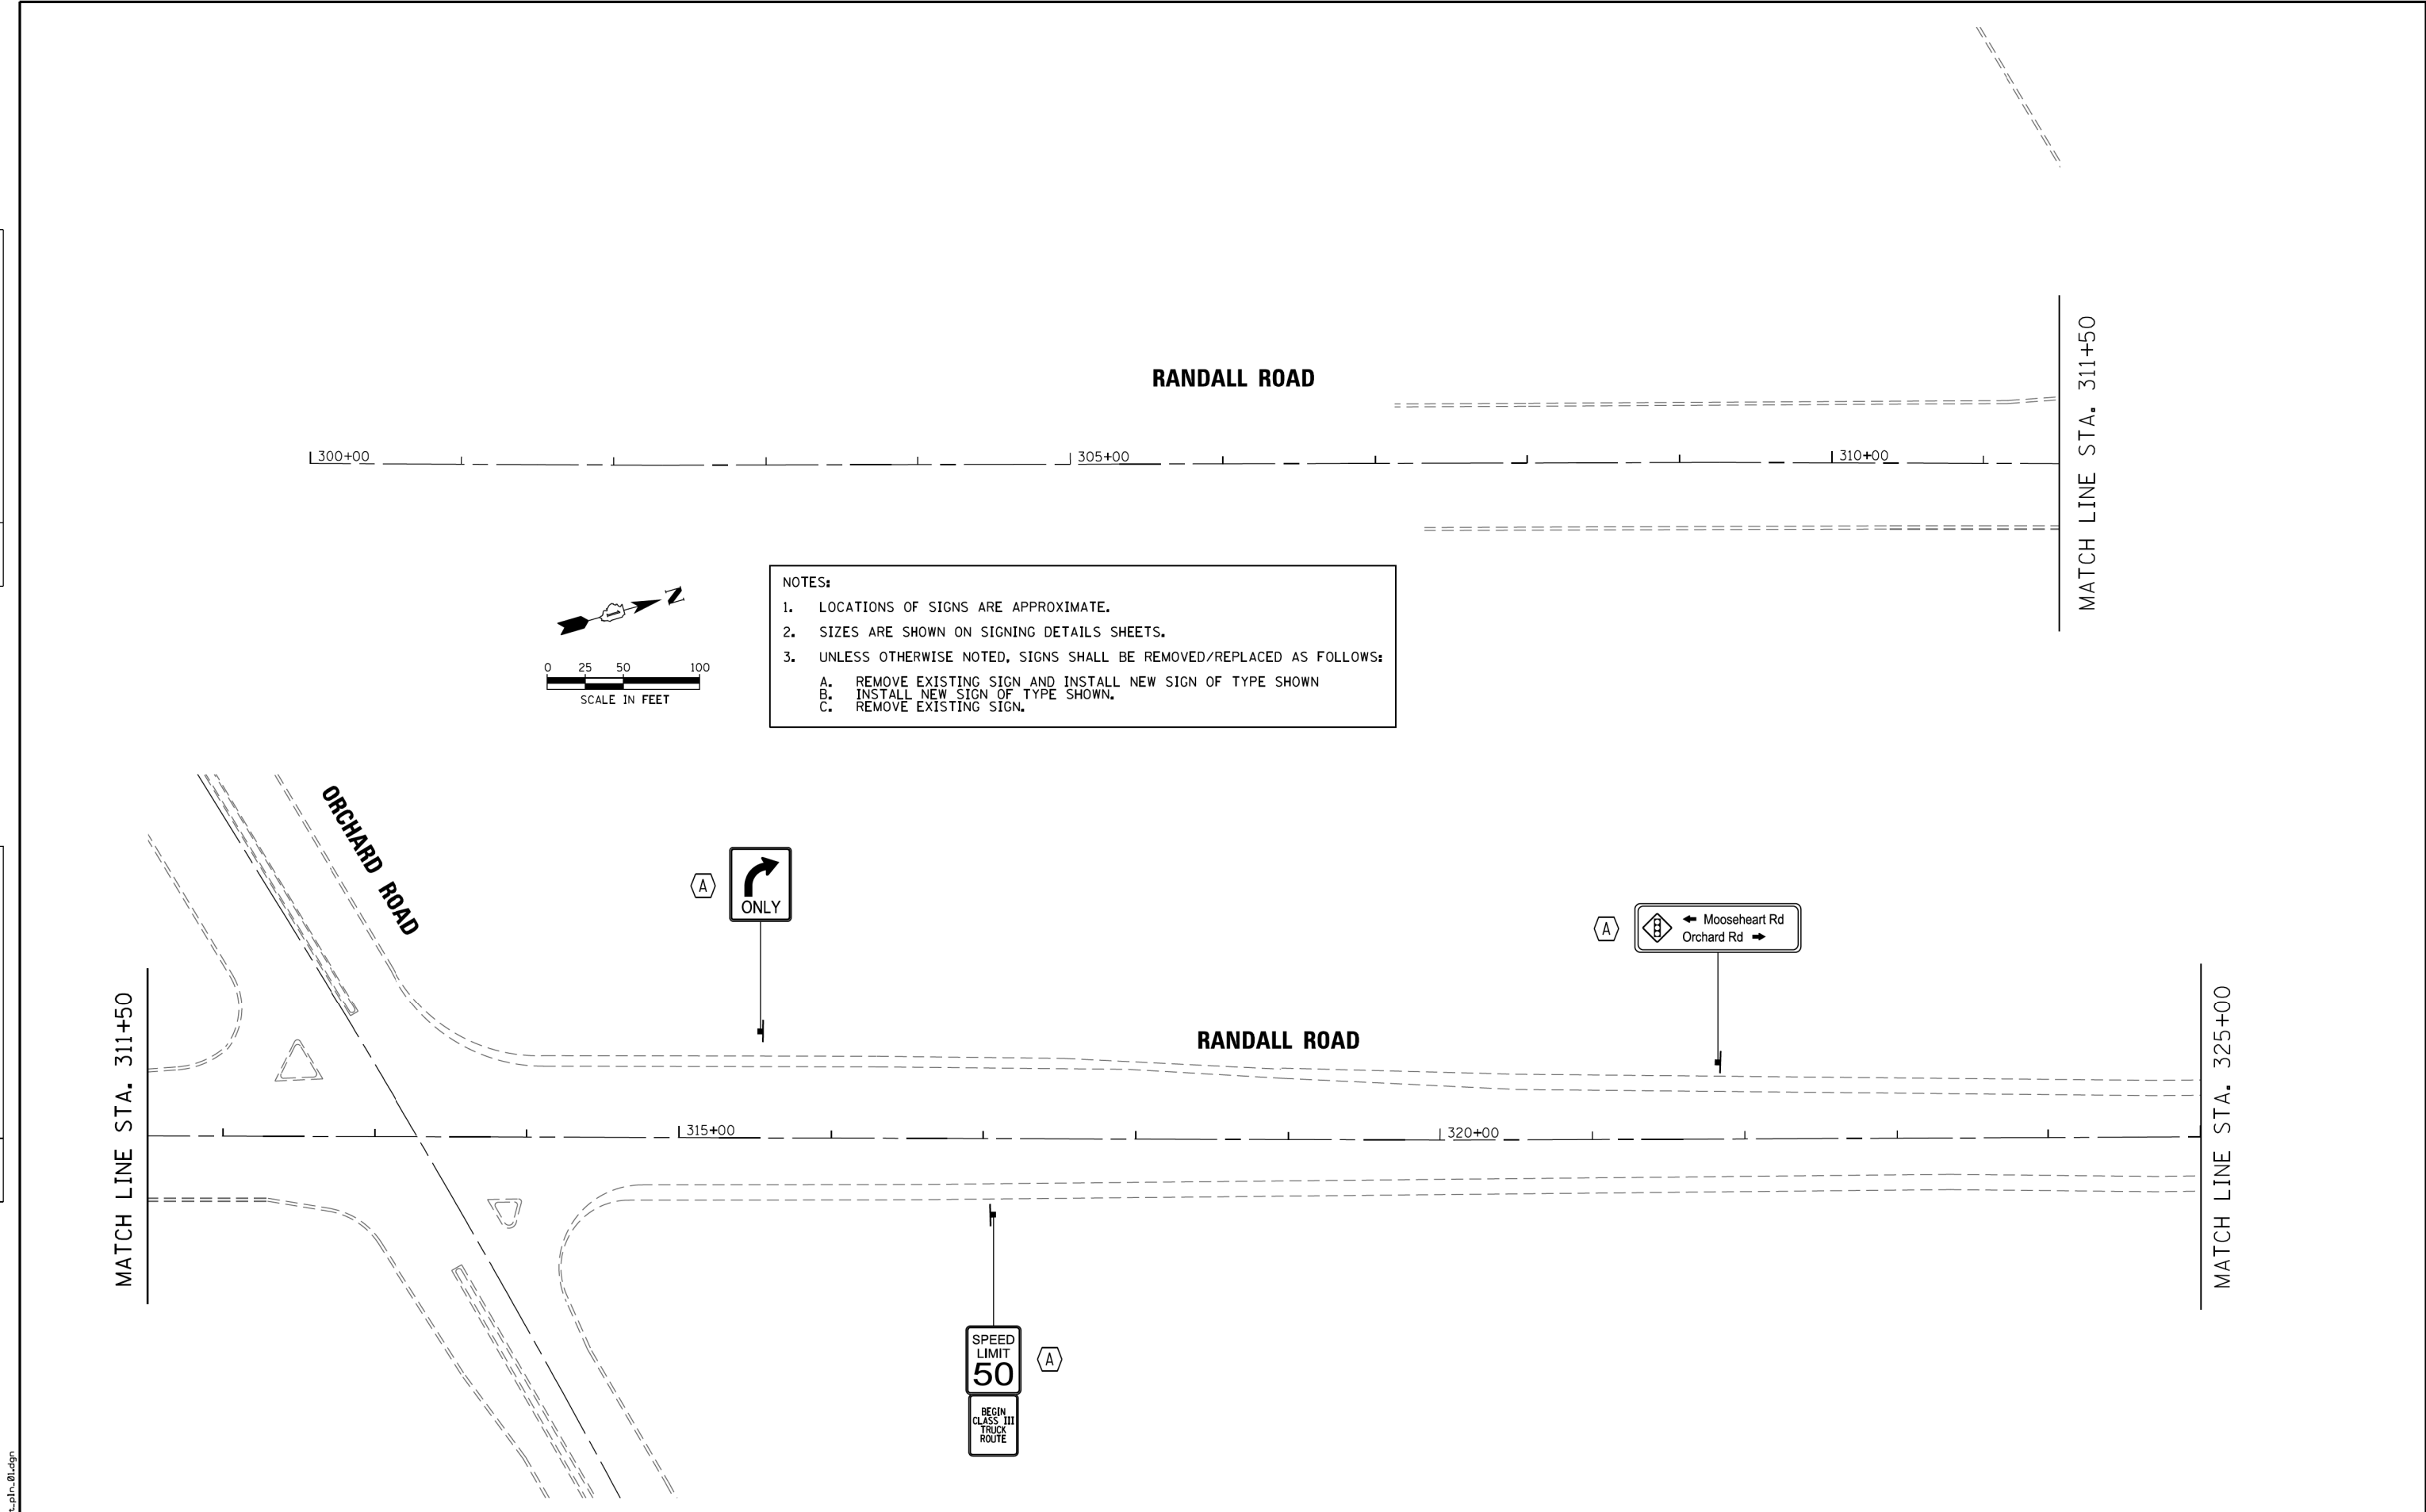 RANDALL ROAD
MATCH LINE STA. 311+50
300+00
305+00
310+00
N
0 25 50 100
SCALE IN FEET
NOTES:
1. LOCATIONS OF SIGNS ARE APPROXIMATE.
2. SIZES ARE SHOWN ON SIGNING DETAILS SHEETS.
3. UNLESS OTHERWISE NOTED, SIGNS SHALL BE REMOVED/REPLACED AS FOLLOWS:
A. REMOVE EXISTING SIGN AND INSTALL NEW SIGN OF TYPE SHOWN
B. INSTALL NEW SIGN OF TYPE SHOWN.
C. REMOVE EXISTING SIGN.
ORCHARD ROAD
A
ONLY
A
← Mooseheart Rd
Orchard Rd →
RANDALL ROAD
MATCH LINE STA. 311+50
315+00
320+00
MATCH LINE STA. 325+00
SPEED
LIMIT
50
A
BEGIN
CLASS III
TRUCK
ROUTE
t_pln_01.dgn